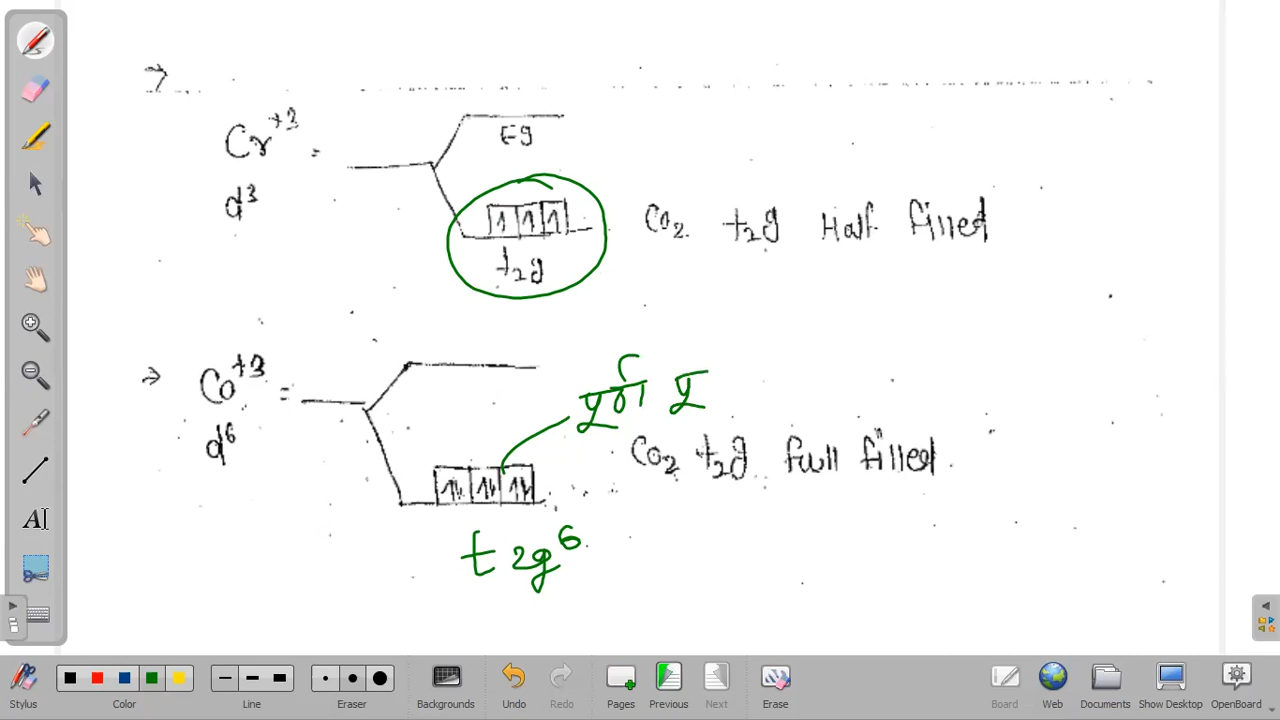 Cr+3 =
Eg
d3
t2g
Co2 t2g Half filled
Co+3 =
d6
पूर्ण पू
Co2 t2g full filled
t2g6
Stylus
Color
Line
Eraser
Backgrounds
Undo
Redo
Pages
Previous
Next
Erase
Board
Web
Documents
Show Desktop
OpenBoard